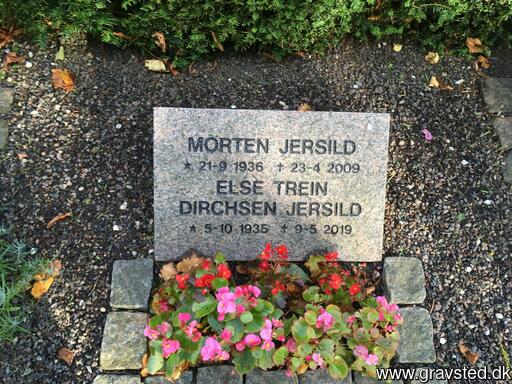 MORTEN JERSILD
★ 21-9 1936 † 23-4 2009
ELSE TREIN
DIRCHSEN JERSILD
★ 5-10 1935 † 9-5 2019
www.gravsted.dk